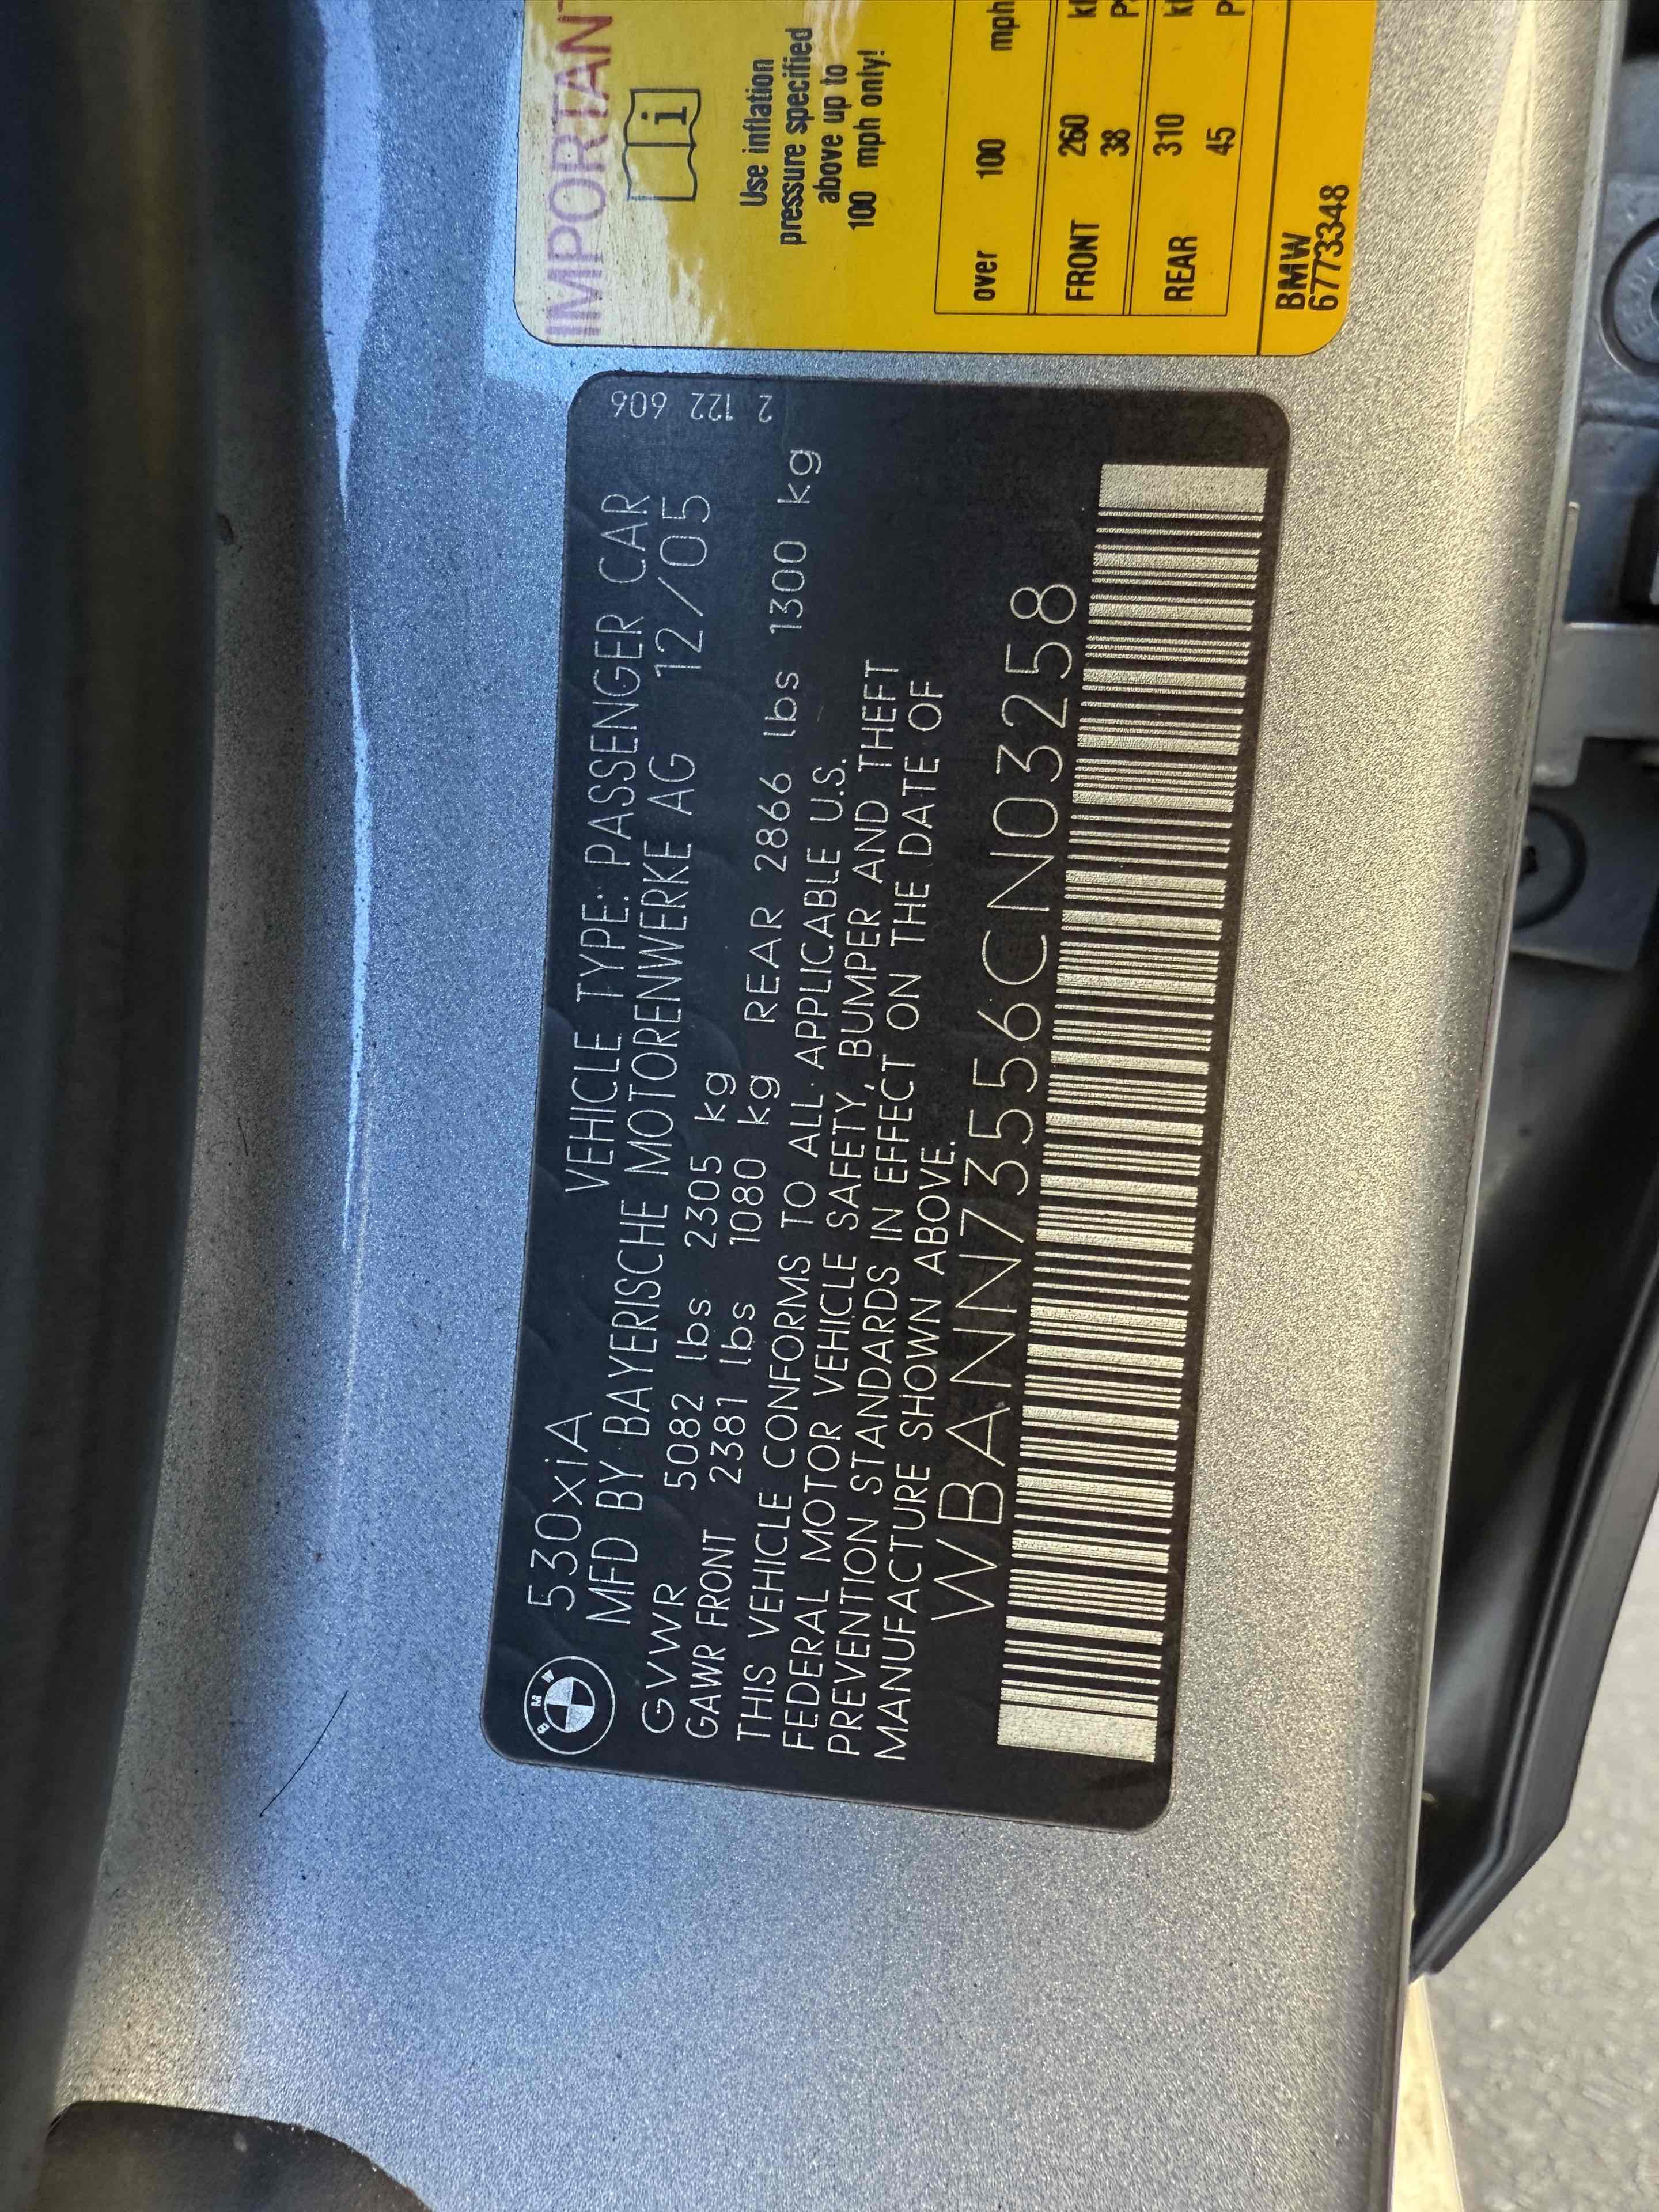 BMW
530xiA VEHICLE TYPE: PASSENGER CAR
MFD BY BAYERISCHE MOTORENWERKE AG 12/05
GVWR 5082 lbs 2305 kg
GAWR FRONT 2381 lbs 1080 kg REAR 2866 lbs 1300 kg
THIS VEHICLE CONFORMS TO ALL APPLICABLE U.S.
FEDERAL MOTOR VEHICLE SAFETY, BUMPER AND THEFT
PREVENTION STANDARDS IN EFFECT ON THE DATE OF
MANUFACTURE SHOWN ABOVE.
WBANN73556CN03258
2 122 606
IMPORTANT
i
Use inflation
pressure specified
above up to
100 mph only!
over 100 mph
FRONT 260
38
REAR 310
45
BMW
6773348